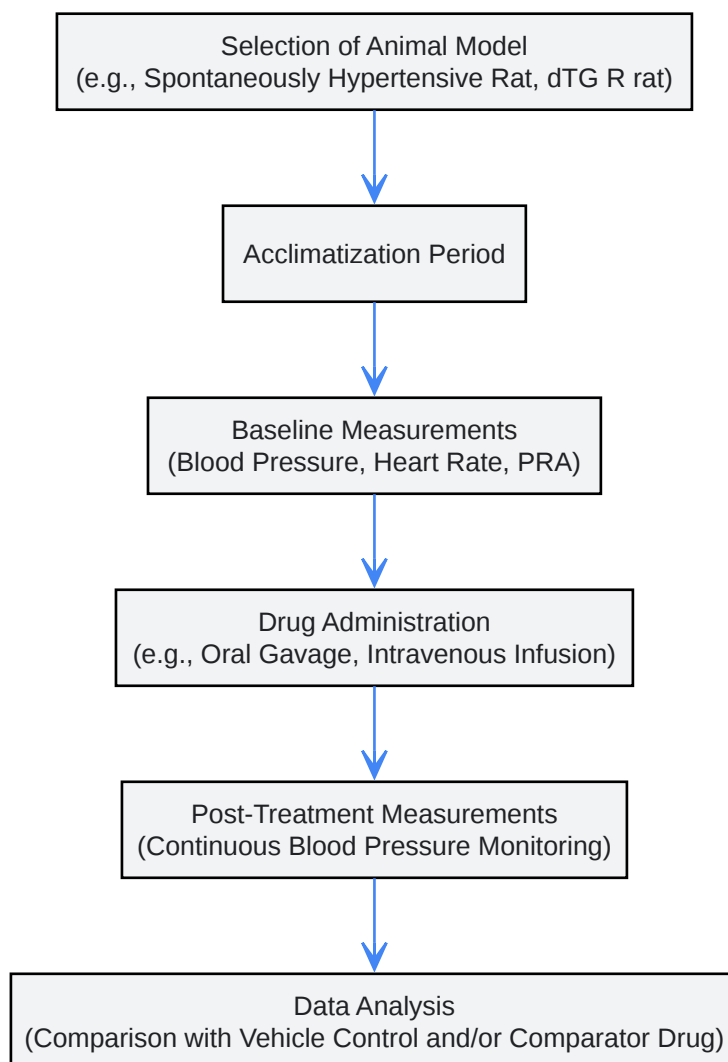 Selection of Animal Model
(e.g., Spontaneously Hypertensive Rat, dTG R rat)
Acclimatization Period
Baseline Measurements
(Blood Pressure, Heart Rate, PRA)
Drug Administration
(e.g., Oral Gavage, Intravenous Infusion)
Post-Treatment Measurements
(Continuous Blood Pressure Monitoring)
Data Analysis
(Comparison with Vehicle Control and/or Comparator Drug)